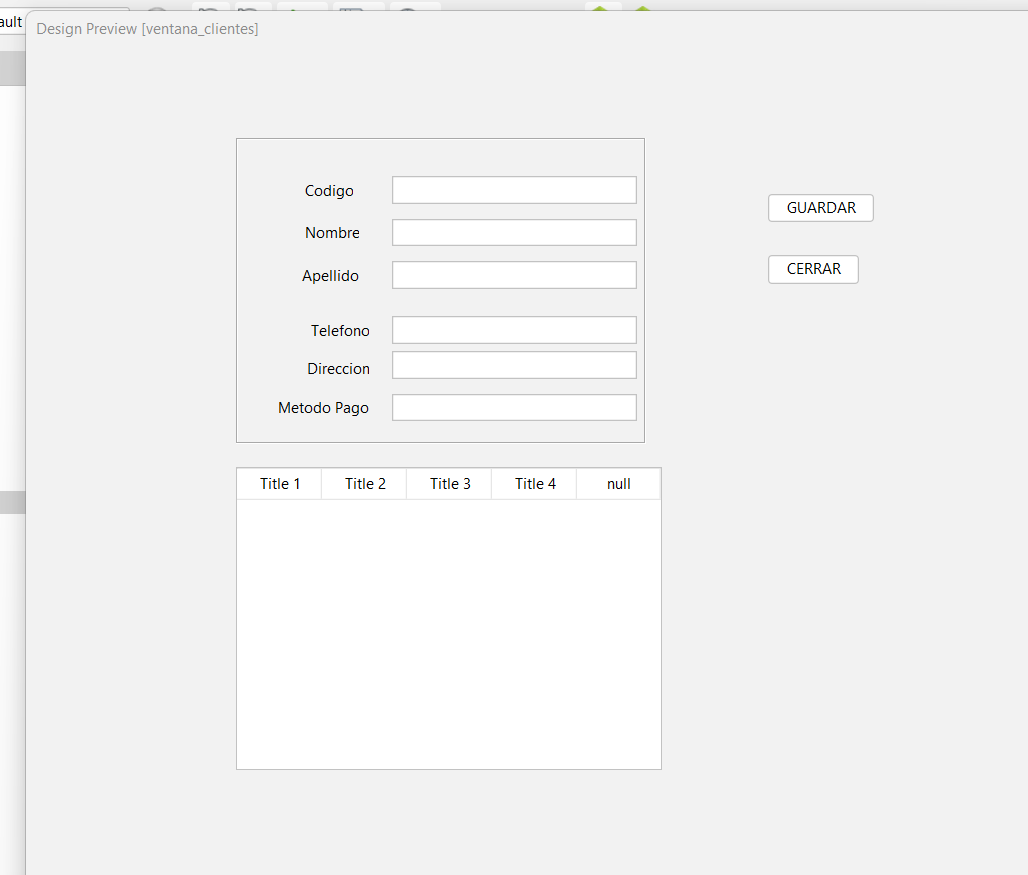 ault
Design Preview [ventana_clientes]
Codigo
GUARDAR
Nombre
CERRAR
Apellido
Telefono
Direccion
Metodo Pago
Title 1 Title 2 Title 3 Title 4 null